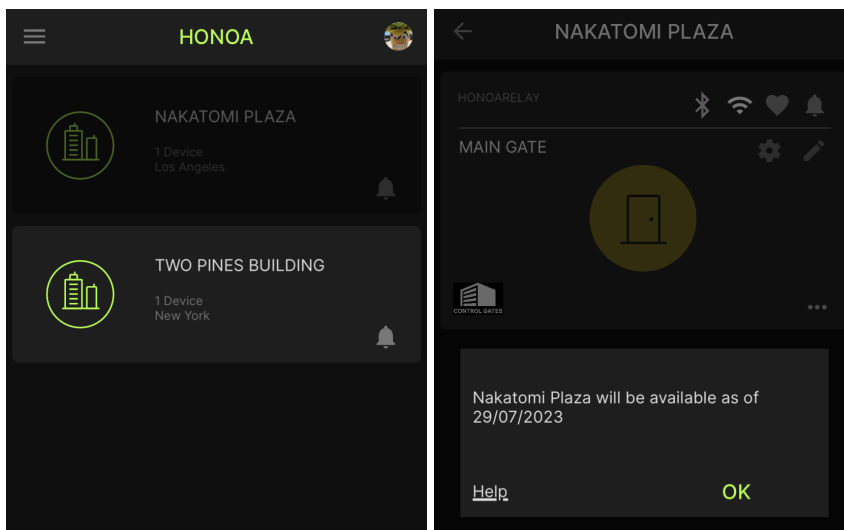 HONOA
NAKATOMI PLAZA
1 Device
Los Angeles
TWO PINES BUILDING
1 Device
New York
NAKATOMI PLAZA
HONOARELAY
MAIN GATE
CONTROL GATES
Nakatomi Plaza will be available as of
29/07/2023
Help
OK